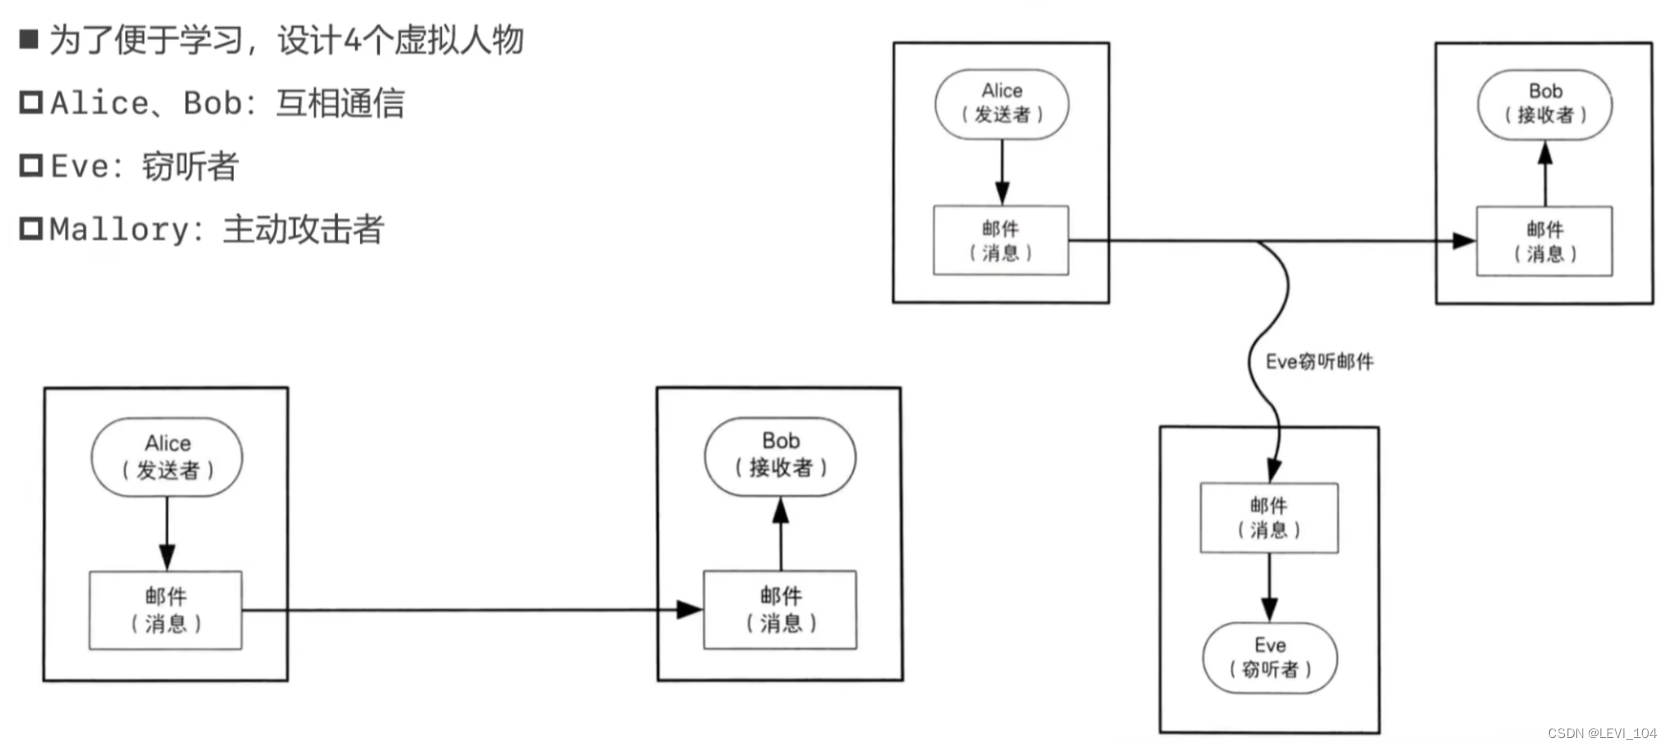 为了便于学习，设计4个虚拟人物
Alice、Bob：互相通信
Eve：窃听者
Mallory：主动攻击者
Alice
（发送者）
邮件
（消息）
Bob
（接收者）
邮件
（消息）
Eve窃听邮件
邮件
（消息）
Eve
（窃听者）
Alice
（发送者）
邮件
（消息）
Bob
（接收者）
邮件
（消息）
CSDN @LEVI_104